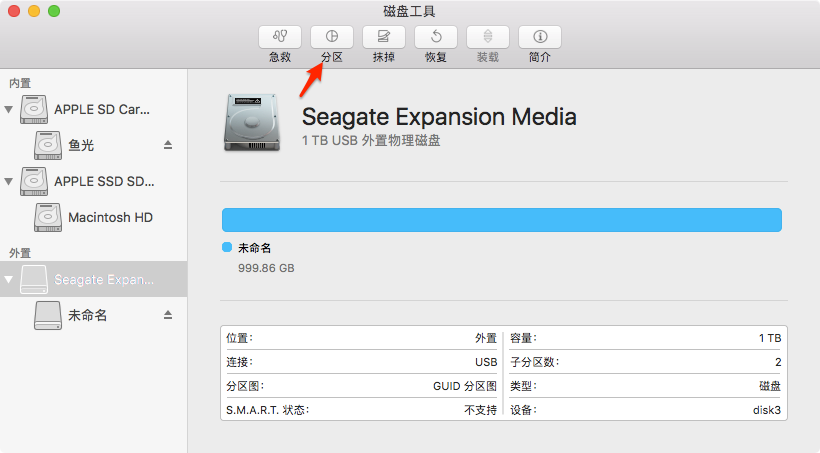 磁盘工具
急救 分区 抹掉 恢复 装载 简介
内置
APPLE SD Car...
鱼光
APPLE SSD SD...
Macintosh HD
外置
Seagate Expan...
未命名
Seagate Expansion Media
1 TB USB 外置物理磁盘
未命名
999.86 GB
位置: 外置 容量: 1 TB
连接: USB 子分区数: 2
分区图: GUID 分区图 类型: 磁盘
S.M.A.R.T. 状态: 不支持 设备: disk3